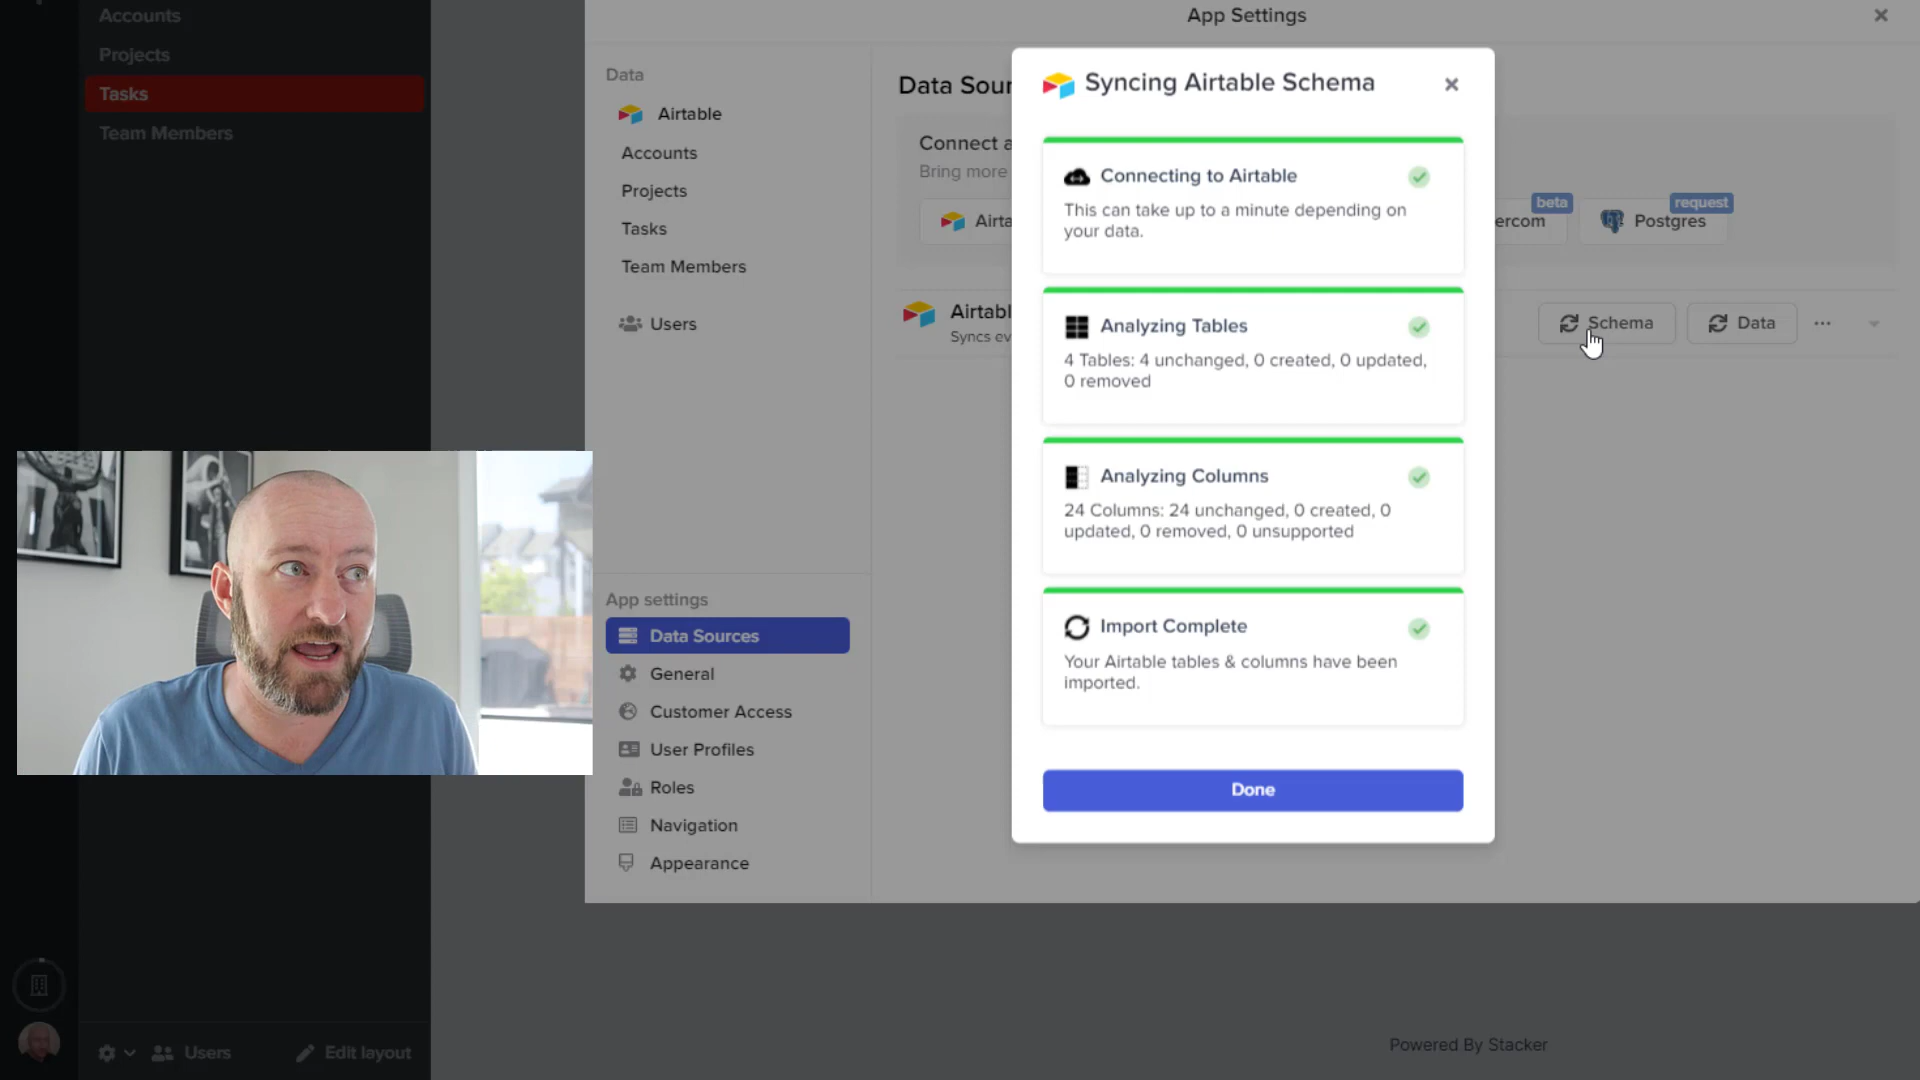 Accounts
Projects
Tasks
Team Members
Users
Edit layout
App Settings
Data
Airtable
Accounts
Projects
Tasks
Team Members
Users
App settings
Data Sources
General
Customer Access
User Profiles
Roles
Navigation
Appearance
Data Sour
Connect a
Bring more
Airta
ercom
beta
Postgres
request
Airtabl
Syncs ev
Schema
Data
Syncing Airtable Schema
Connecting to Airtable
This can take up to a minute depending on
your data.
Analyzing Tables
4 Tables: 4 unchanged, 0 created, 0 updated,
0 removed
Analyzing Columns
24 Columns: 24 unchanged, 0 created, 0
updated, 0 removed, 0 unsupported
Import Complete
Your Airtable tables & columns have been
imported.
Done
Powered By Stacker